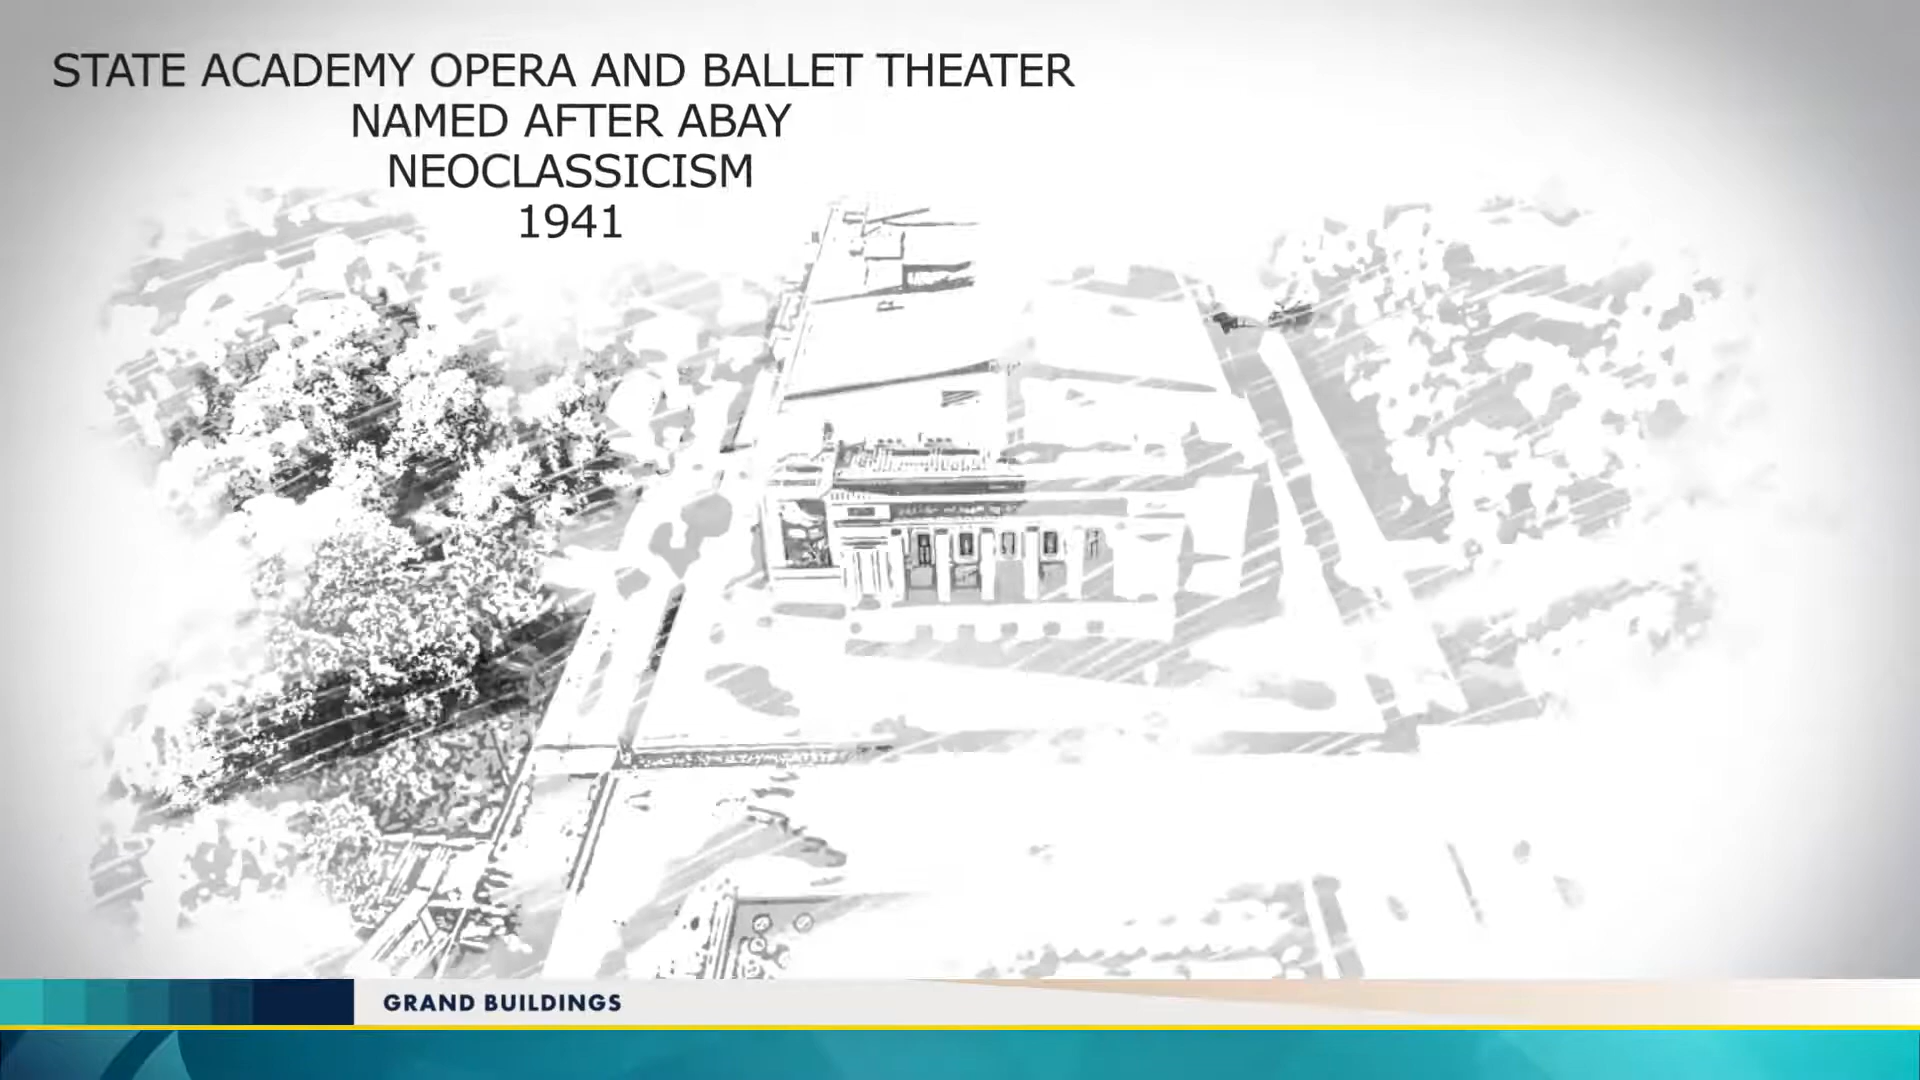 STATE ACADEMY OPERA AND BALLET THEATER
NAMED AFTER ABAY
NEOCLASSICISM
1941
GRAND BUILDINGS